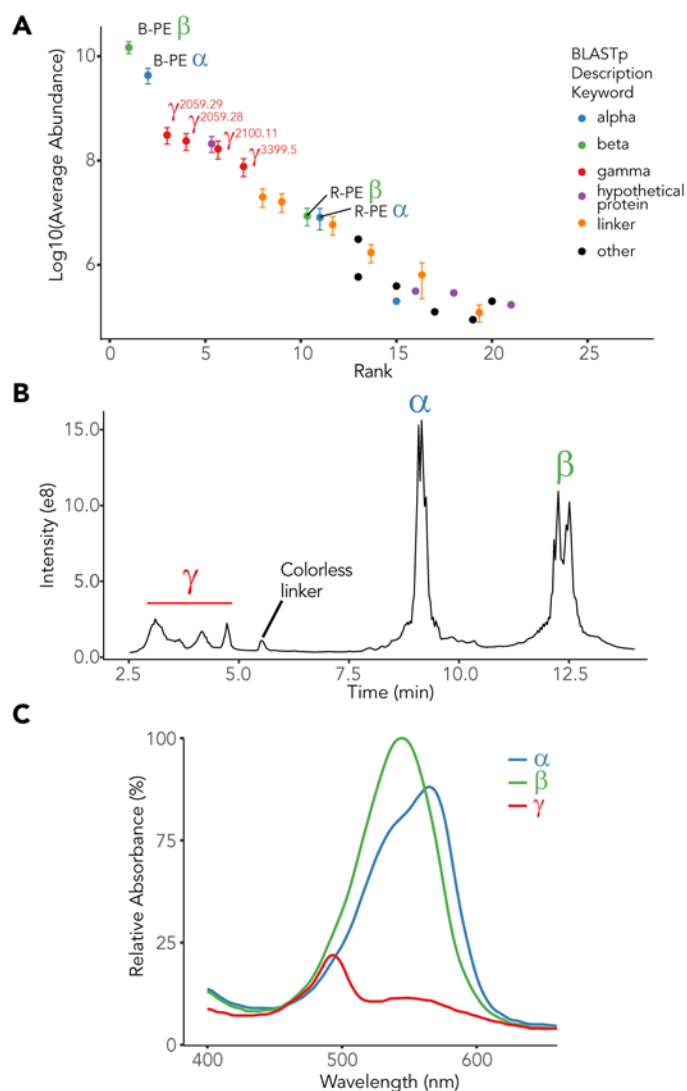 A
B-PE β
B-PE α
γ2059.29
γ2059.28
γ2100.11
γ3399.5
R-PE β
R-PE α
Log10(Average Abundance)
10
8
6
0
5
10
15
20
25
Rank
BLASTp
Description
Keyword
alpha
beta
gamma
hypothetical
protein
linker
other
B
α
β
γ
Colorless
linker
Intensity (e8)
15.0
10.0
5.0
0.0
2.5
5.0
7.5
10.0
12.5
Time (min)
C
Relative Absorbance (%)
100
75
25
0
400
500
600
Wavelength (nm)
α
β
γ